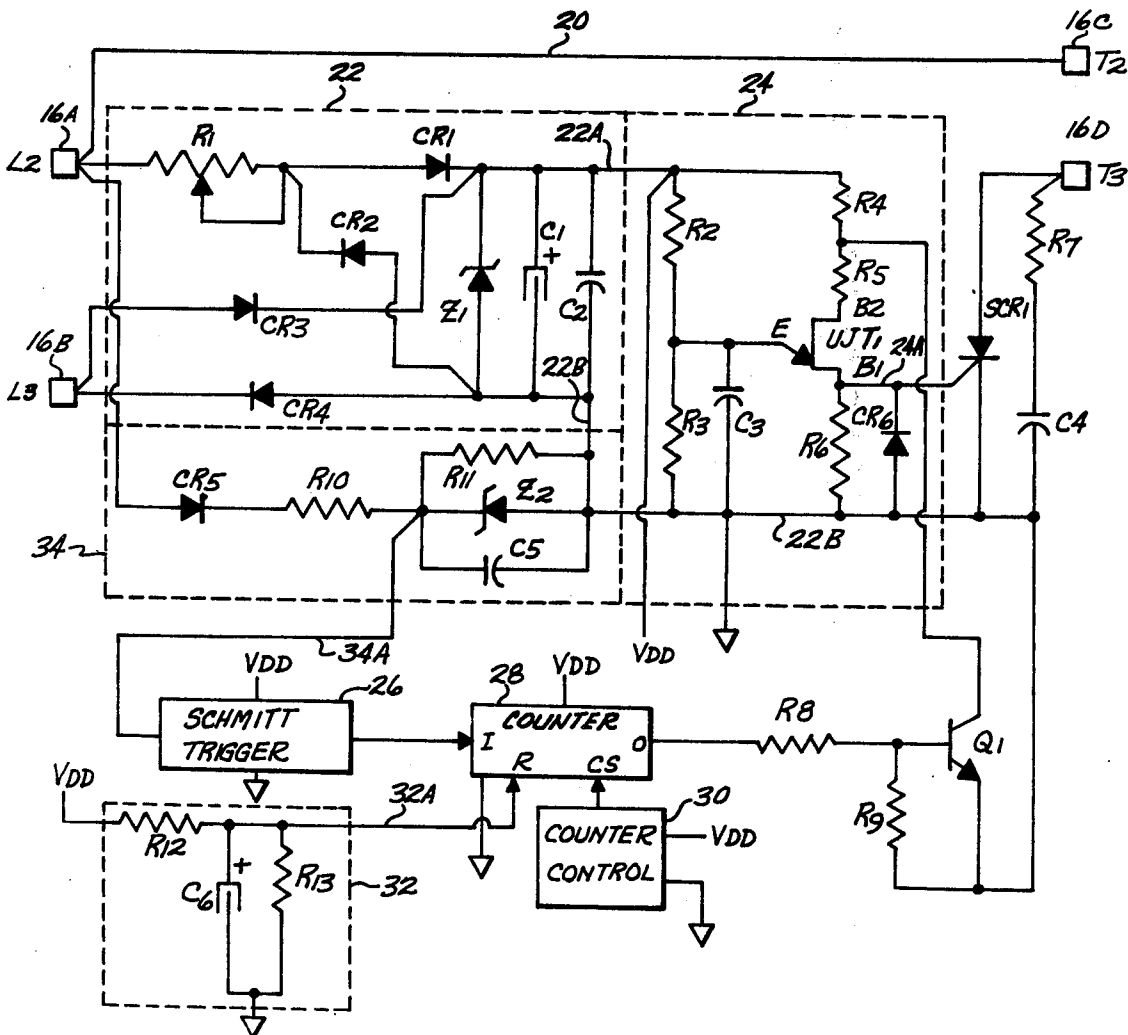 20
16C
T2
22
24
16A
L2
R1
CR1
22A
16D
T3
CR2
C1
+
C2
R2
R4
R5
R7
B2
UJT1
E
B1
24A
SCR1
Z1
CR3
16B
L3
CR4
22B
R3
C3
R6
CR6
C4
R11
CR5
R10
Z2
C5
22B
34
34A
VDD
VDD
26
SCHMITT
TRIGGER
28
VDD
COUNTER
I
R
CS
O
R8
Q1
R9
VDD
R12
32A
30
COUNTER
CONTROL
VDD
C6
+
R13
32